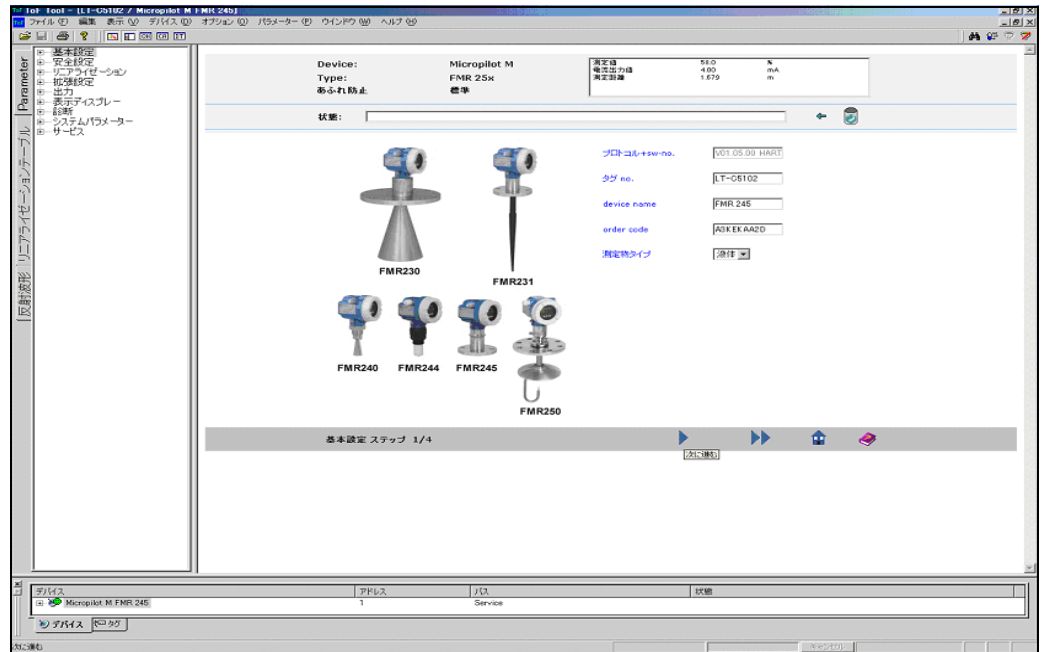 ToF Tool - [LT-G5102 / Micropilot M FMR 245]
ファイル (F) 編集 表示 (V) デバイス (D) オプション (O) パラメーター (P) ウインドウ (W) ヘルプ (H)
Parameter
リニアライゼーションテーブル
反射波形
基本設定
安全設定
リニアライゼーション
拡張設定
出力
表示ディスプレー
診断
システムパラメーター
サービス
Device: Micropilot M
Type: FMR 25x
あふれ防止 標準
測定値 50.0 %
電流出力値 4.00 mA
測定距離 1.679 m
状態:
FMR230
FMR231
FMR240 FMR244 FMR245
FMR250
プロトコル+sw-no. V01.05.00 HART
タグ no. LT-G5102
device name FMR 245
order code A3KEKAA2D
測定物タイプ 液体
基本設定 ステップ 1/4
次に進む
デバイス アドレス パス 状態
Micropilot M FMR 245 1 Service
デバイス タグ
次に進む キャンセル